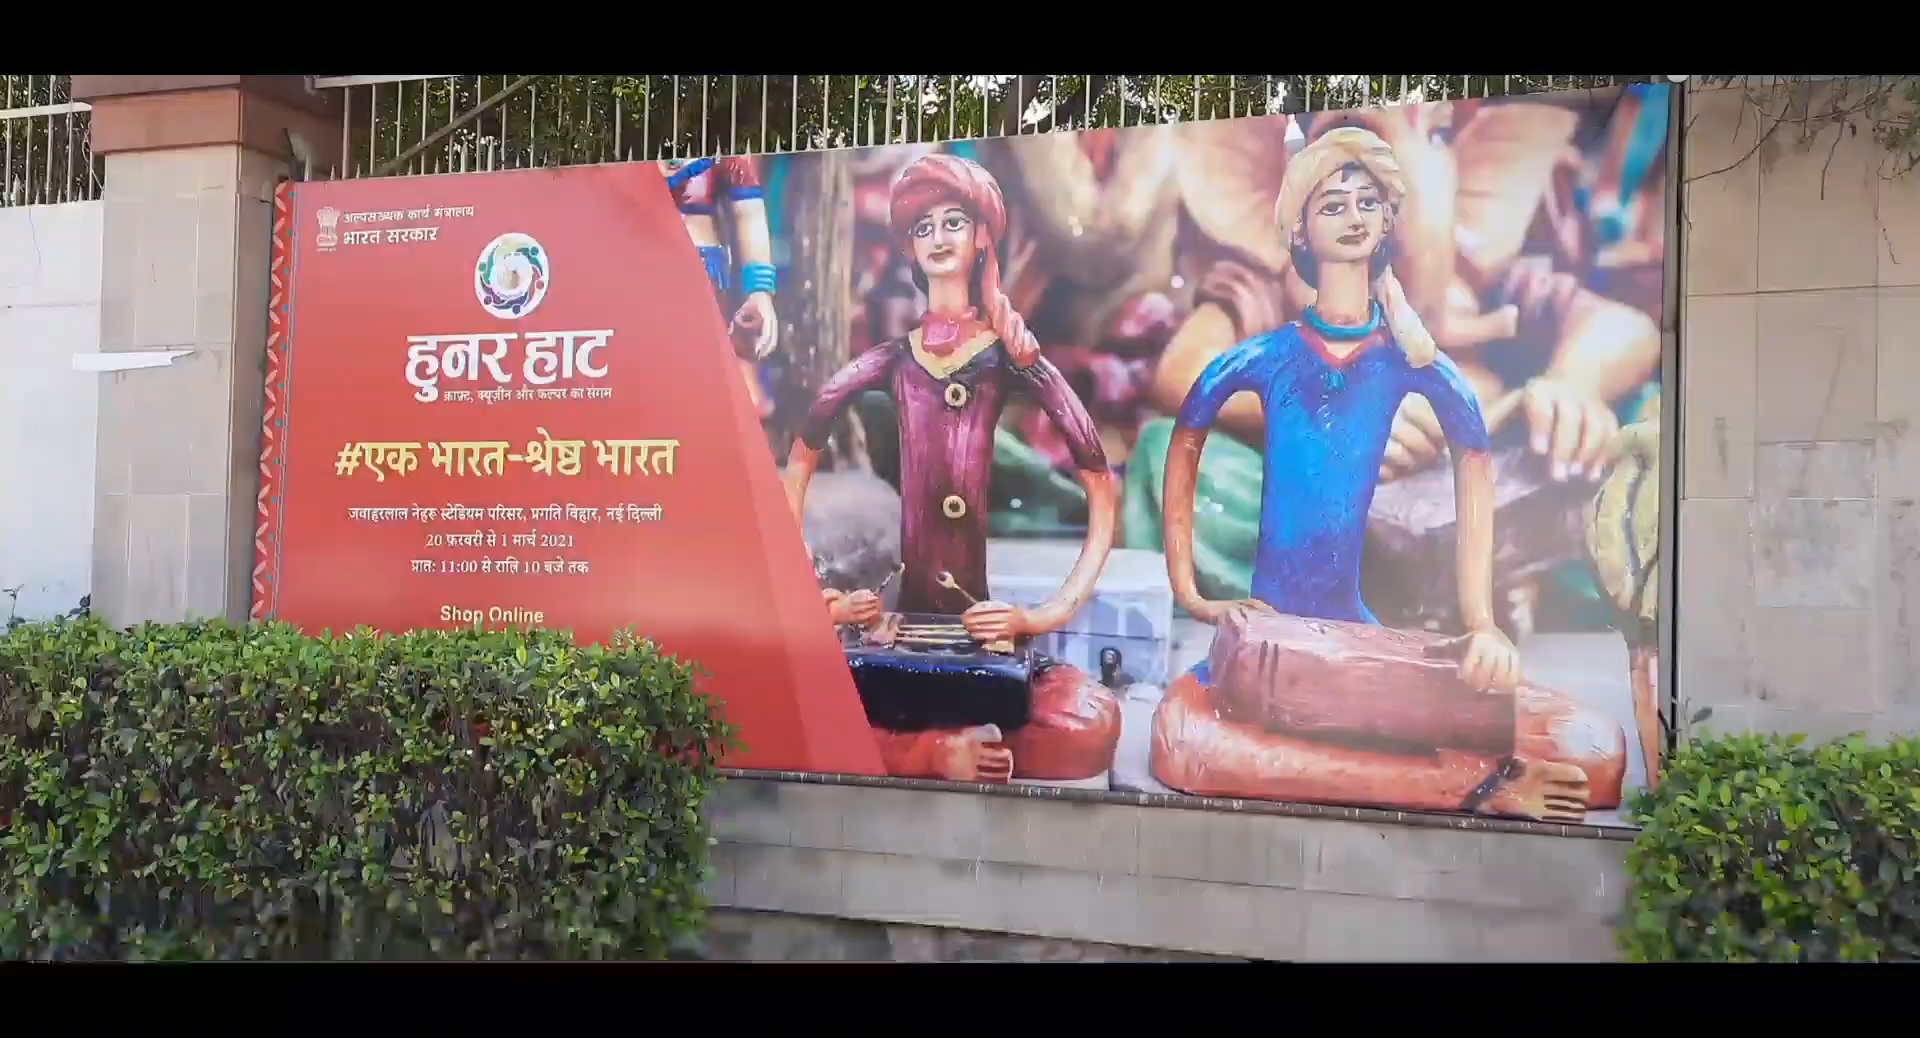 अल्पसंख्यक कार्य मंत्रालय
भारत सरकार
हुनर हाट
क्राफ्ट, क्यूज़ीन और कल्चर का संगम
#एक भारत-श्रेष्ठ भारत
जवाहरलाल नेहरू स्टेडियम परिसर, प्रगति विहार, नई दिल्ली
20 फरवरी से 1 मार्च 2021
प्रात: 11:00 से रात्रि 10 बजे तक
Shop Online